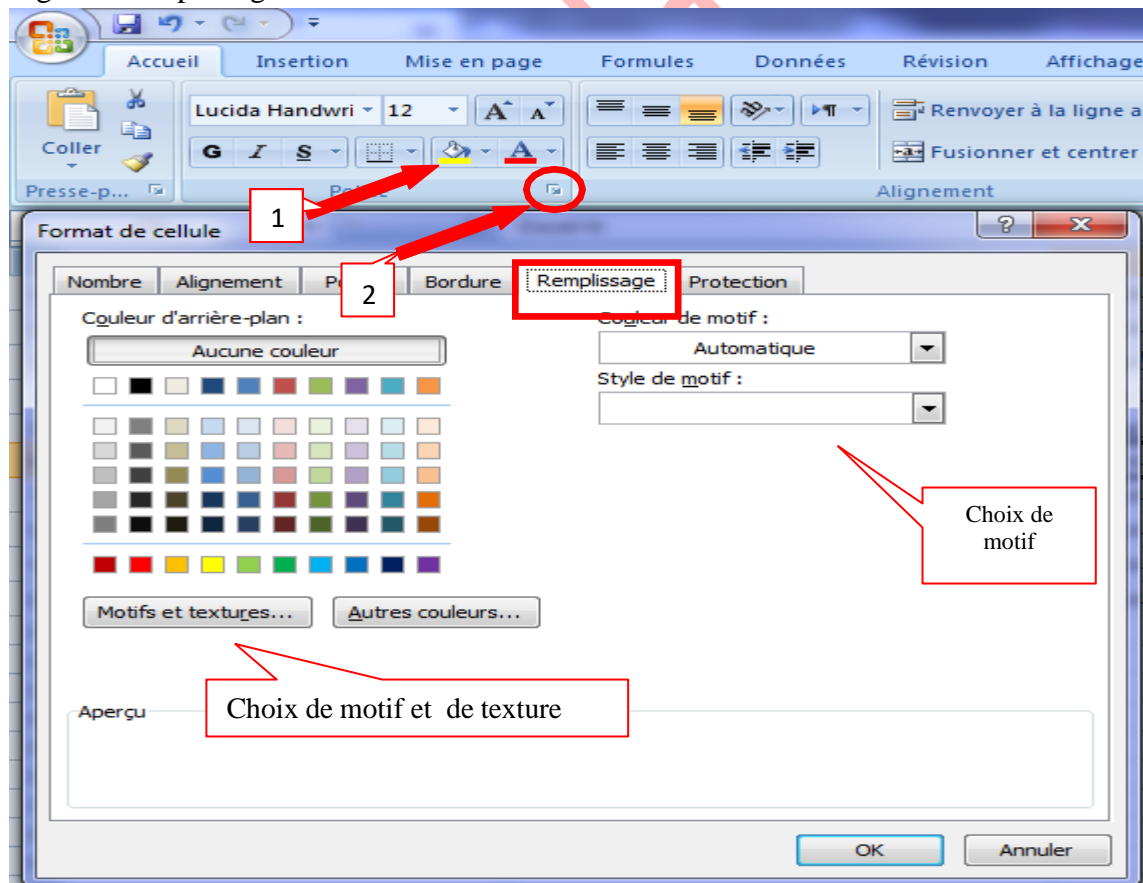 Accueil Insertion Mise en page Formules Données Révision Affichage
Lucida Handwri 12 A A Renvoyer à la ligne a
Coller G I S A Fusionner et centrer
Presse-p... Alignement
1
Format de cellule
2
Nombre Alignement Bordure Remplissage Protection
Couleur d'arrière-plan : Couleur de motif :
Aucune couleur Automatique
Style de motif :
Choix de
motif
Motifs et textures... Autres couleurs...
Choix de motif et de texture
Aperçu
OK Annuler